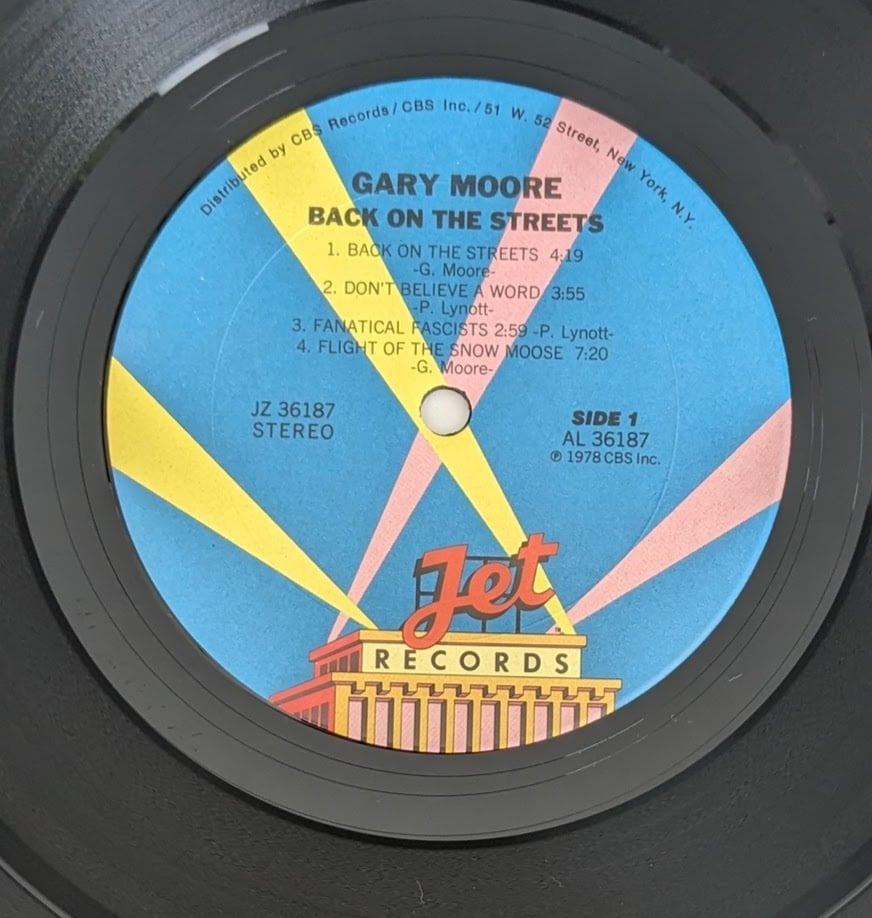 Distributed by CBS Records / CBS Inc. / 51 W. 52 Street, New York, N.Y.
GARY MOORE
BACK ON THE STREETS
1. BACK ON THE STREETS 4:19
-G. Moore-
2. DON'T BELIEVE A WORD 3:55
-P. Lynott-
3. FANATICAL FASCISTS 2:59 -P. Lynott-
4. FLIGHT OF THE SNOW MOOSE 7:20
-G. Moore-
JZ 36187
STEREO
SIDE 1
AL 36187
℗ 1978 CBS Inc.
Jet
TM
RECORDS